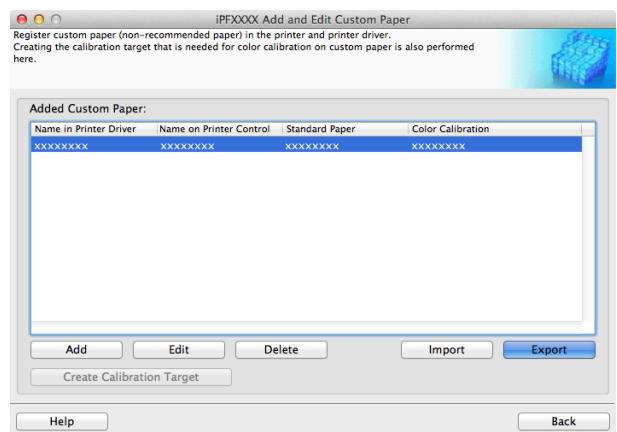 iPFXXXX Add and Edit Custom Paper
Register custom paper (non-recommended paper) in the printer and printer driver.
Creating the calibration target that is needed for color calibration on custom paper is also performed
here.
Added Custom Paper:
Name in Printer Driver Name on Printer Control Standard Paper Color Calibration
XXXXXXXX XXXXXXXX XXXXXXXX XXXXXXXX
Add Edit Delete Import Export
Create Calibration Target
Help Back